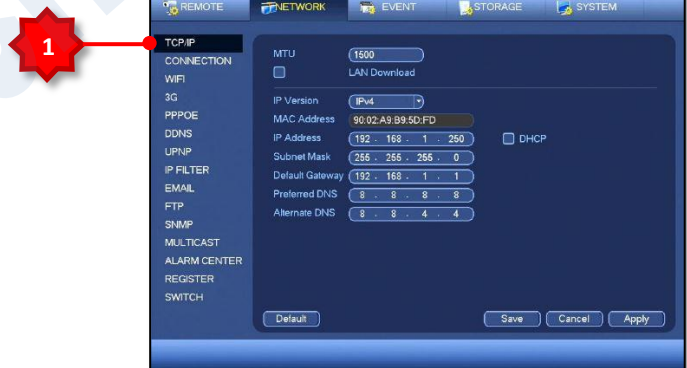 REMOTE NETWORK EVENT STORAGE SYSTEM
1
TCP/IP
CONNECTION
WIFI
3G
PPPOE
DDNS
UPNP
IP FILTER
EMAIL
FTP
SNMP
MULTICAST
ALARM CENTER
REGISTER
SWITCH
MTU 1500
LAN Download
IP Version IPv4
MAC Address 90:02:A9:B9:5D:FD
IP Address 192 . 168 . 1 . 250 DHCP
Subnet Mask 255 . 255 . 255 . 0
Default Gateway 192 . 168 . 1 . 1
Preferred DNS 8 . 8 . 8 . 8
Alternate DNS 8 . 8 . 4 . 4
Default Save Cancel Apply